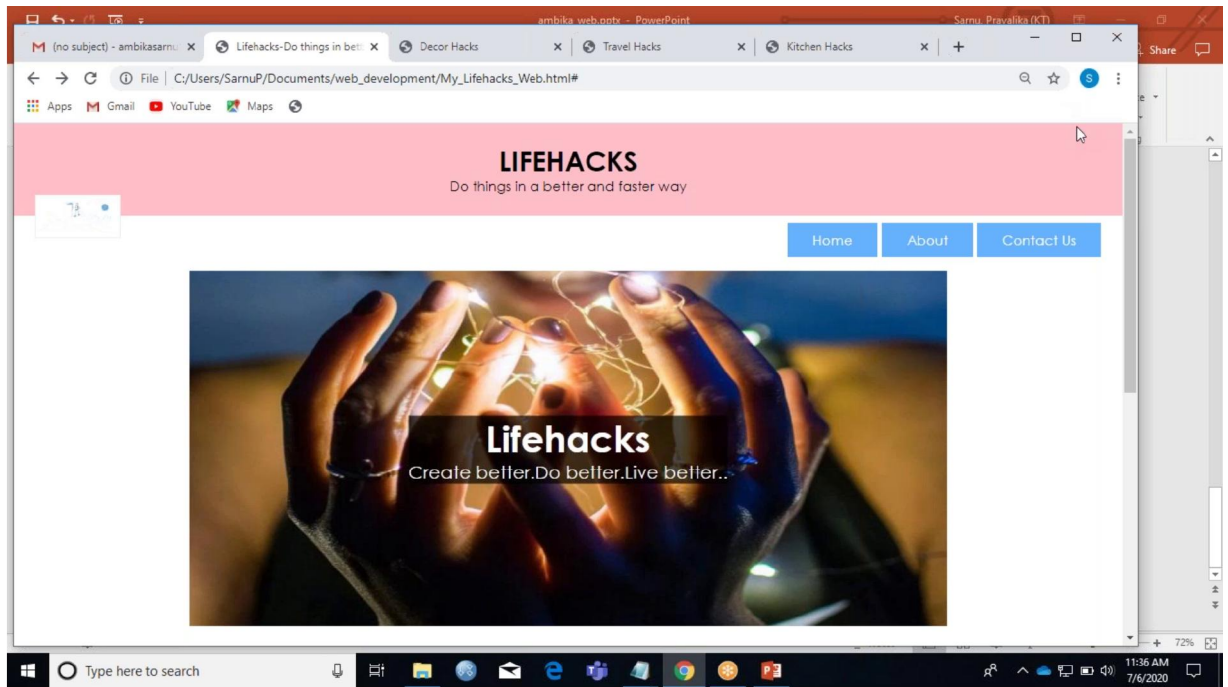 ambika web.pptx - PowerPoint
Sarnu, Pravalika (KT)
Share
(no subject) - ambikasarnu
Lifehacks-Do things in bett
Decor Hacks
Travel Hacks
Kitchen Hacks
File | C:/Users/SarnuP/Documents/web_development/My_Lifehacks_Web.html#
S
Apps Gmail YouTube Maps
LIFEHACKS
Do things in a better and faster way
Home About Contact Us
Lifehacks
Create better.Do better.Live better..
72%
Type here to search
11:36 AM
7/6/2020